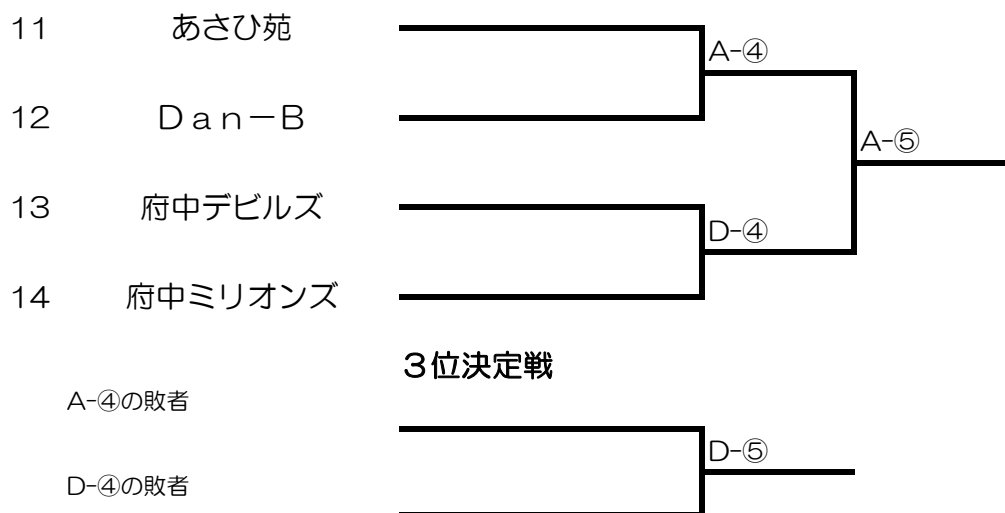 11 あさひ苑
A-④
12 Ｄａｎ－Ｂ
A-⑤
13 府中デビルズ
D-④
14 府中ミリオンズ
３位決定戦
A-④の敗者
D-⑤
D-④の敗者